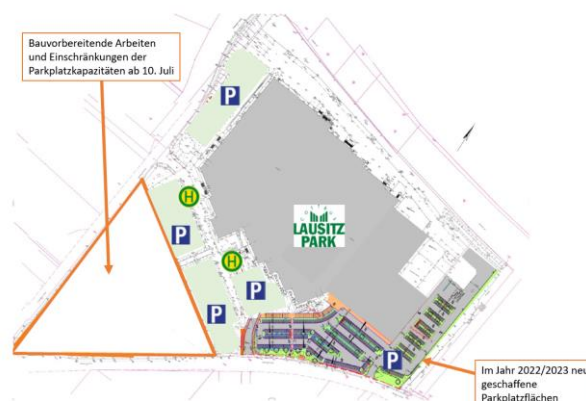 Bauvorbereitende Arbeiten
und Einschränkungen der
Parkplatzkapazitäten ab 10. Juli
P
H
P
H
LAUSITZ
PARK
P
P
P
Im Jahr 2022/2023 neu
geschaffene
Parkplatzflächen